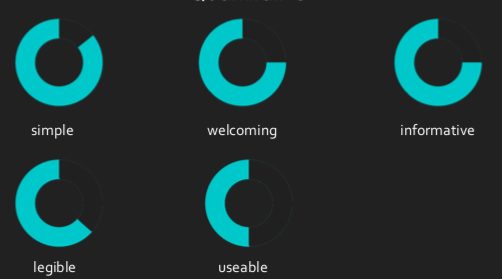 simple
welcoming
informative
legible
useable